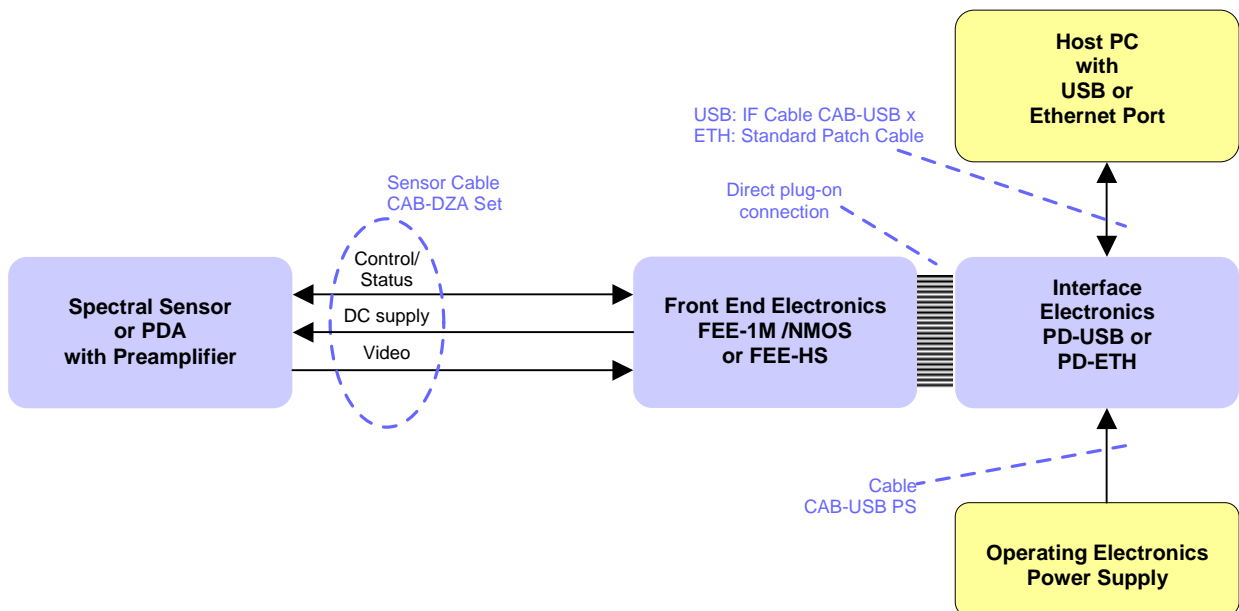 Host PC
with
USB or
Ethernet Port
USB: IF Cable CAB-USB x
ETH: Standard Patch Cable
Sensor Cable
CAB-DZA Set
Direct plug-on
connection
Control/
Status
DC supply
Video
Spectral Sensor
or PDA
with Preamplifier
Front End Electronics
FEE-1M /NMOS
or FEE-HS
Interface
Electronics
PD-USB or
PD-ETH
Cable
CAB-USB PS
Operating Electronics
Power Supply